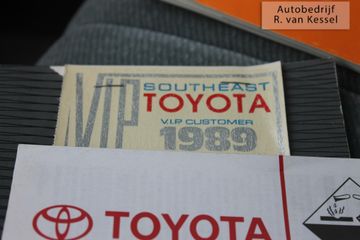 Autobedrijf
R. van Kessel
VIP
SOUTHEAST
TOYOTA
V.I.P CUSTOMER
1989
TOYOTA